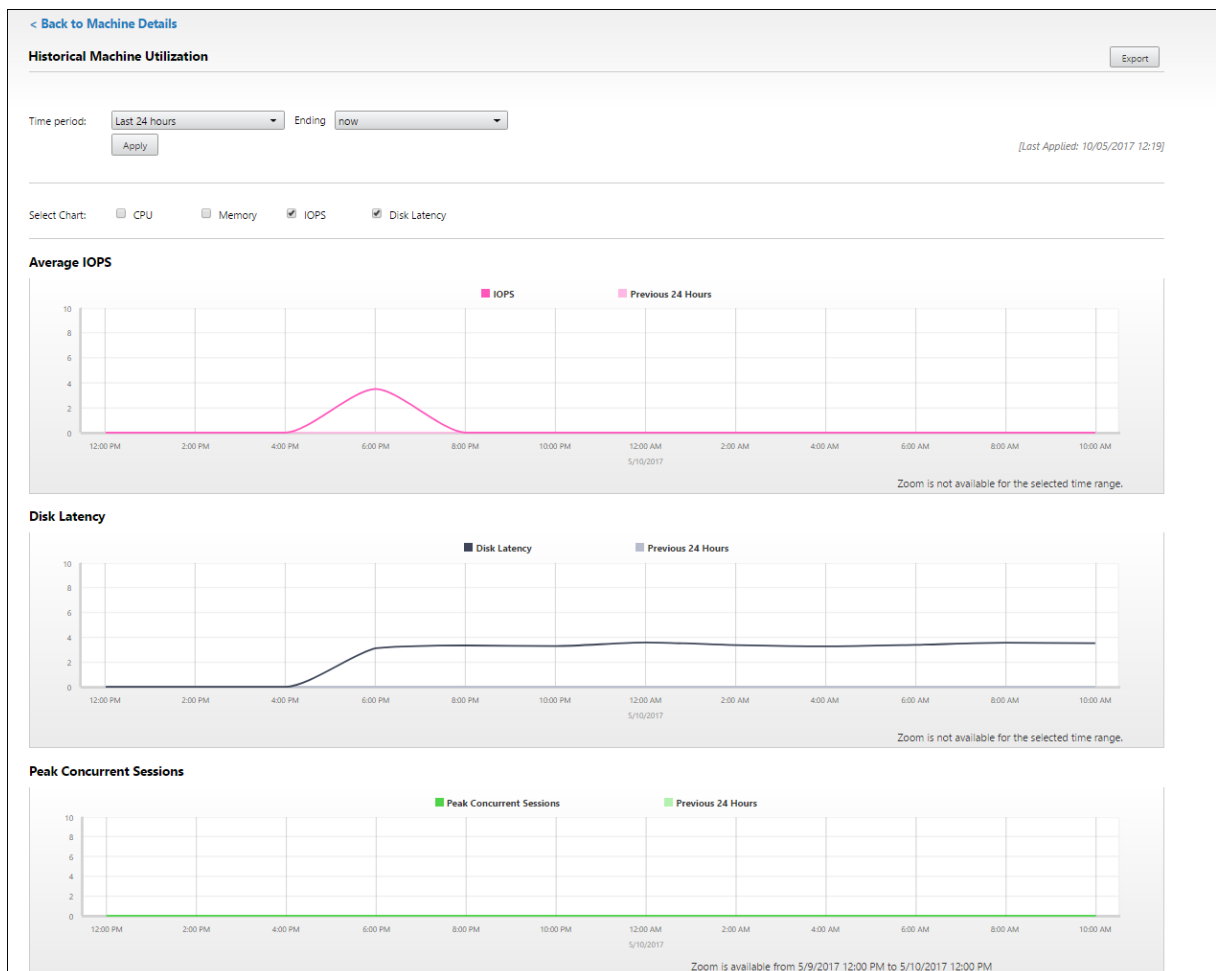 < Back to Machine Details
Historical Machine Utilization
Export
Time period: Last 24 hours Ending now
Apply
[Last Applied: 10/05/2017 12:19]
Select Chart: CPU Memory IOPS Disk Latency
Average IOPS
IOPS Previous 24 Hours
10
8
6
4
2
0
12:00 PM 2:00 PM 4:00 PM 6:00 PM 8:00 PM 10:00 PM 12:00 AM 2:00 AM 4:00 AM 6:00 AM 8:00 AM 10:00 AM
5/10/2017
Zoom is not available for the selected time range.
Disk Latency
Disk Latency Previous 24 Hours
10
8
6
4
2
0
12:00 PM 2:00 PM 4:00 PM 6:00 PM 8:00 PM 10:00 PM 12:00 AM 2:00 AM 4:00 AM 6:00 AM 8:00 AM 10:00 AM
5/10/2017
Zoom is not available for the selected time range.
Peak Concurrent Sessions
Peak Concurrent Sessions Previous 24 Hours
10
8
6
4
2
0
12:00 PM 2:00 PM 4:00 PM 6:00 PM 8:00 PM 10:00 PM 12:00 AM 2:00 AM 4:00 AM 6:00 AM 8:00 AM 10:00 AM
5/10/2017
Zoom is available from 5/9/2017 12:00 PM to 5/10/2017 12:00 PM